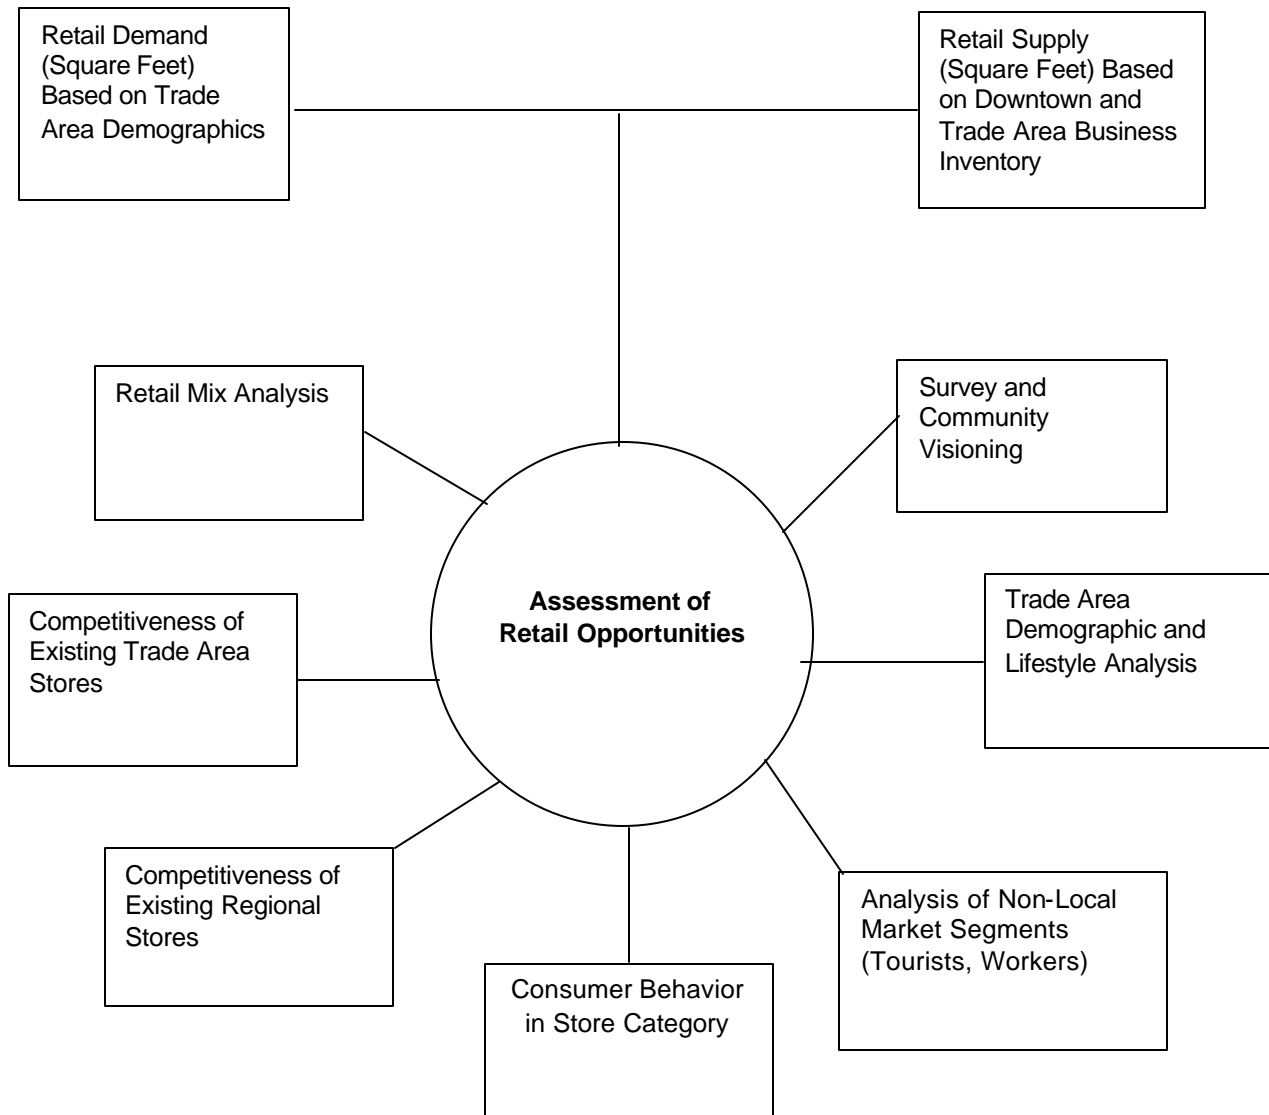 Retail Demand
(Square Feet)
Based on Trade
Area Demographics
Retail Supply
(Square Feet) Based
on Downtown and
Trade Area Business
Inventory
Retail Mix Analysis
Survey and
Community
Visioning
Assessment of
Retail Opportunities
Competitiveness of
Existing Trade Area
Stores
Trade Area
Demographic and
Lifestyle Analysis
Competitiveness of
Existing Regional
Stores
Analysis of Non-Local
Market Segments
(Tourists, Workers)
Consumer Behavior
in Store Category